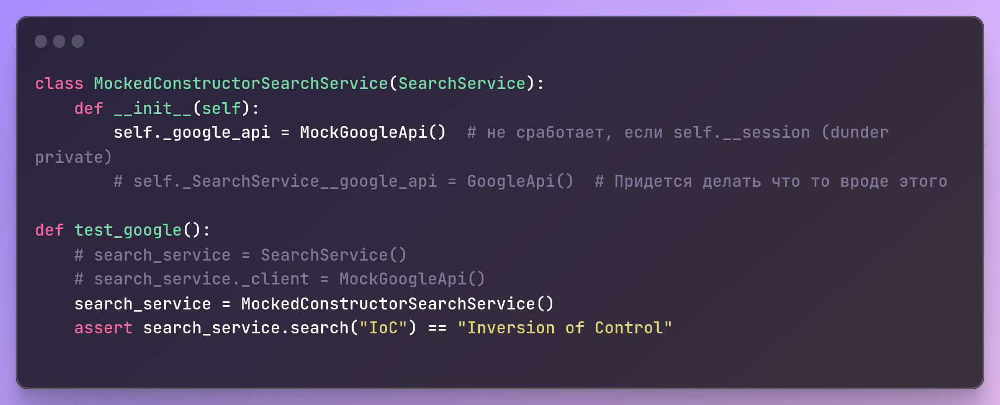 class MockedConstructorSearchService(SearchService):
    def __init__(self):
        self._google_api = MockGoogleApi()  # не сработает, если self.__session (dunder
private)
        # self._SearchService__google_api = GoogleApi()  # Придется делать что то вроде этого
def test_google():
    # search_service = SearchService()
    # search_service._client = MockGoogleApi()
    search_service = MockedConstructorSearchService()
    assert search_service.search("IoC") == "Inversion of Control"